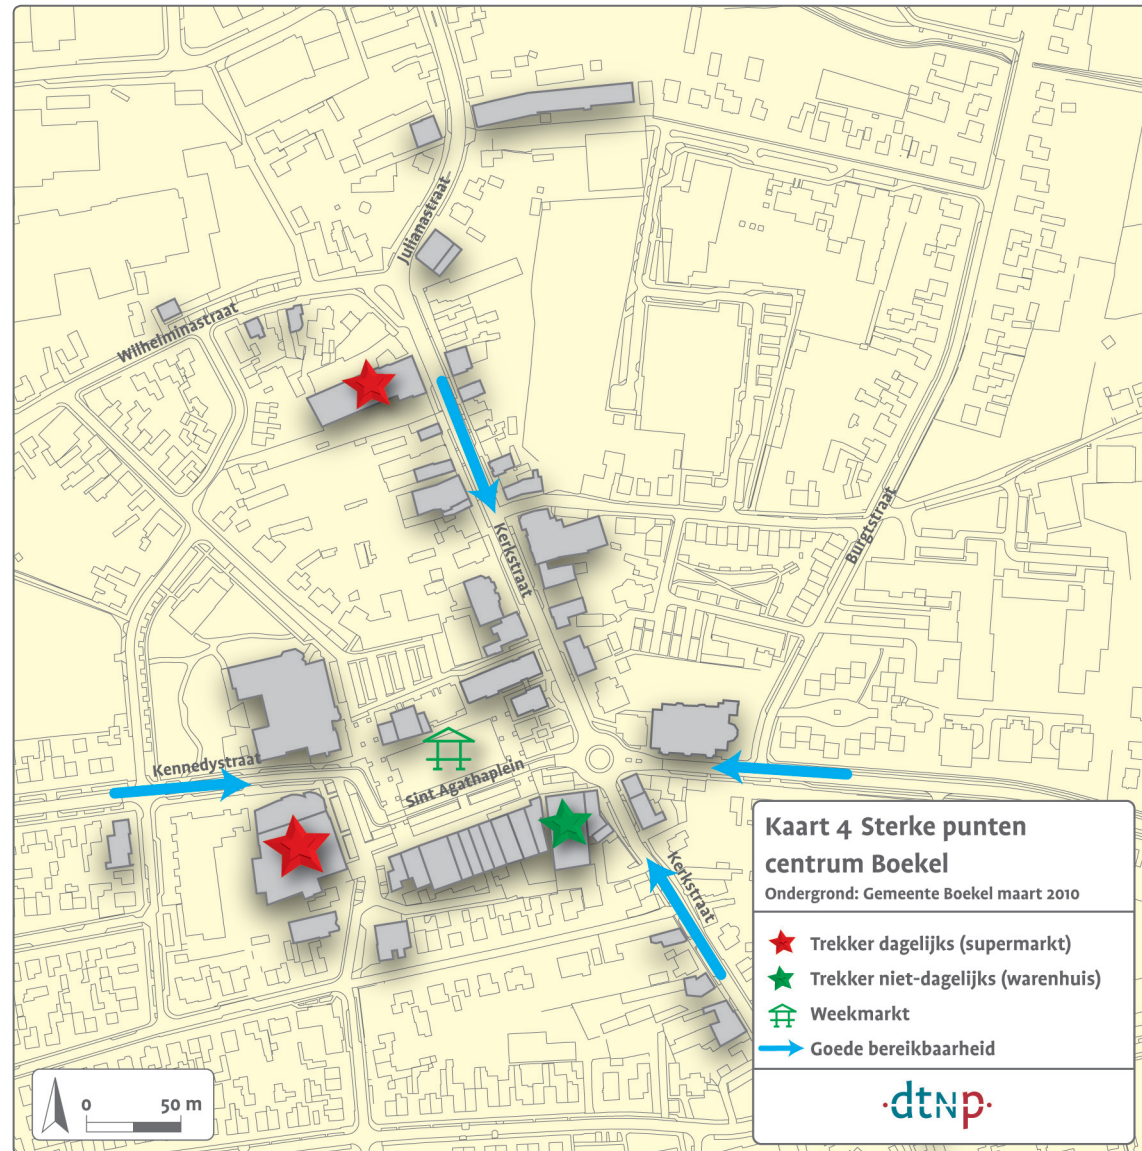 Julianastraat
Wilhelminastraat
Kerkstraat
Burgtstraat
Kennedystraat
Sint Agathaplein
Kerkstraat
Kaart 4 Sterke punten
centrum Boekel
Ondergrond: Gemeente Boekel maart 2010
Trekker dagelijks (supermarkt)
Trekker niet-dagelijks (warenhuis)
Weekmarkt
Goede bereikbaarheid
0 50 m
·dtnp·